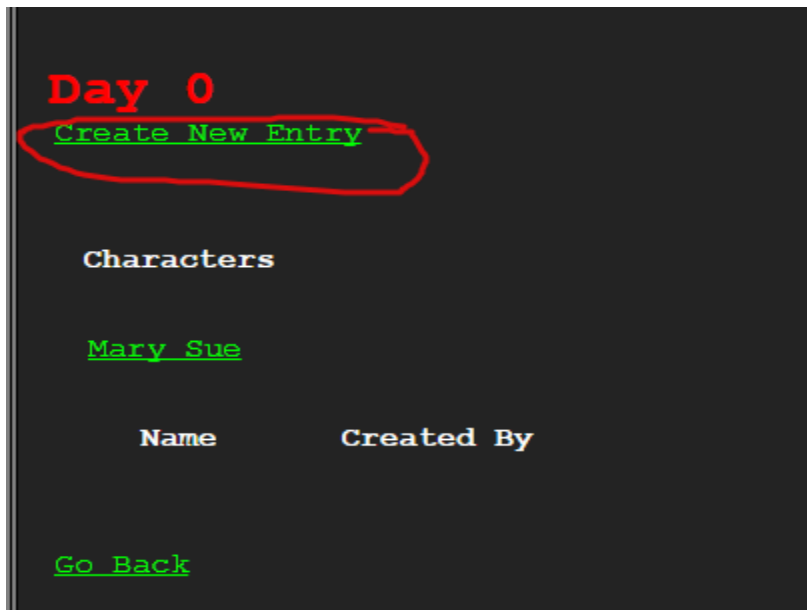 Day 0
Create New Entry
Characters
Mary Sue
Name Created By
Go Back